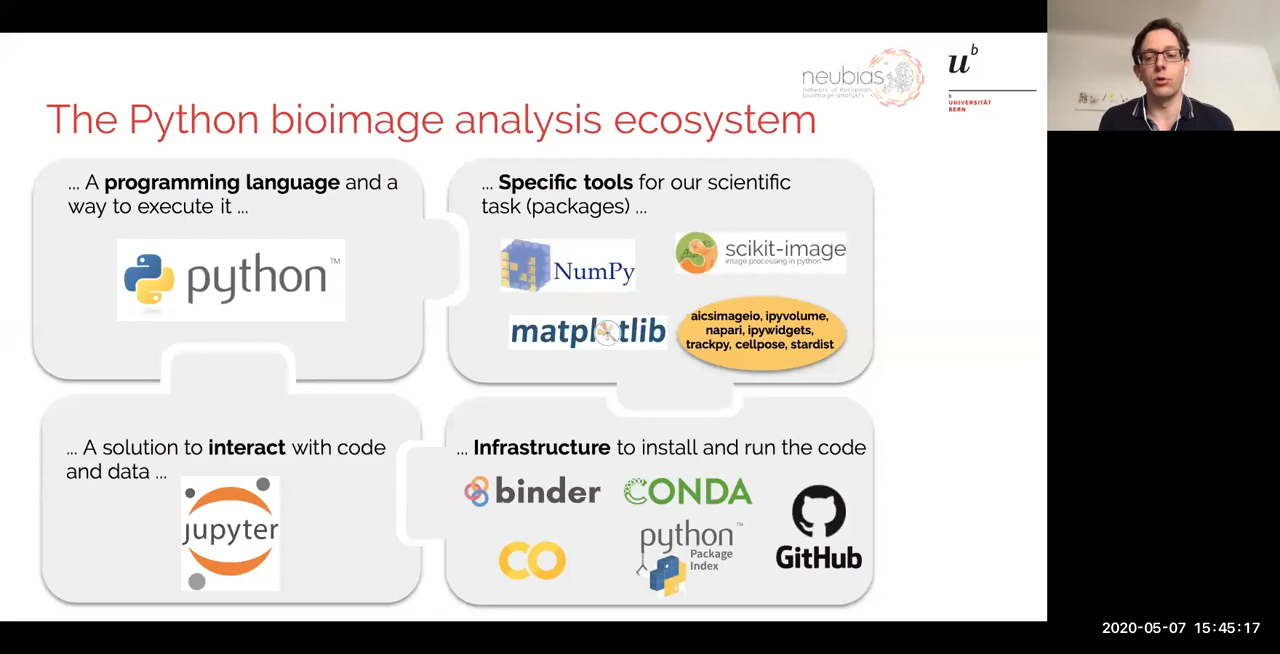 neubias
network of european
bioimage analysts
u
b
b
UNIVERSITÄT
BERN
The Python bioimage analysis ecosystem
... A programming language and a
way to execute it ...
python
TM
... Specific tools for our scientific
task (packages) ...
NumPy
scikit-image
image processing in python
matplotlib
aicsimageio, ipyvolume,
napari, ipywidgets,
trackpy, cellpose, stardist
... A solution to interact with code
and data ...
jupyter
... Infrastructure to install and run the code
binder
CONDA
CO
python
TM
Package
Index
GitHub
2020-05-07 15:45:17